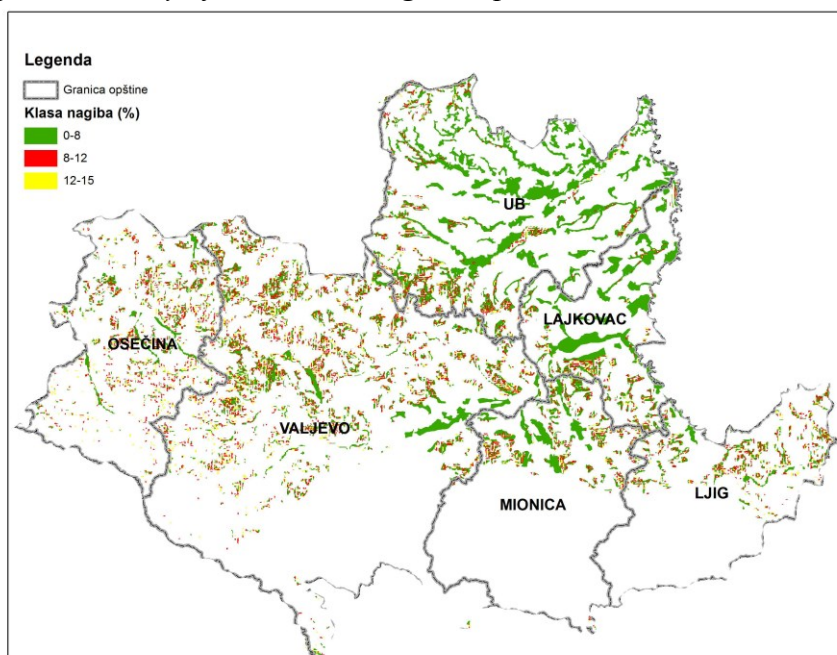 Legenda
Granica opštine
Klasa nagiba (%)
0-8
8-12
12-15
UB
LAJKOVAC
OSEČINA
VALJEVO
LJIG
MIONICA